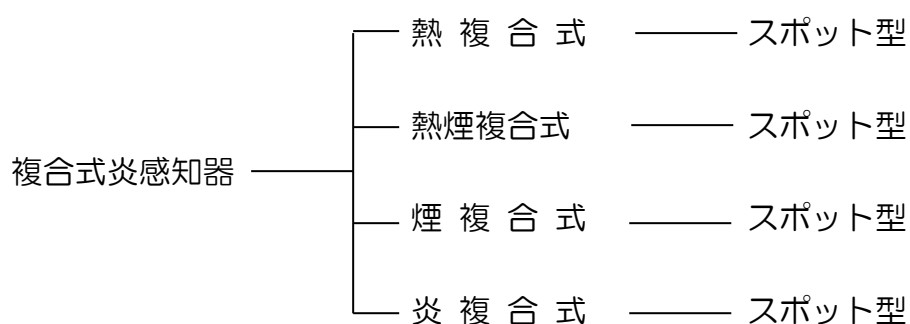 熱 複 合 式 スポット型
熱煙複合式 スポット型
複合式炎感知器
煙 複 合 式 スポット型
炎 複 合 式 スポット型